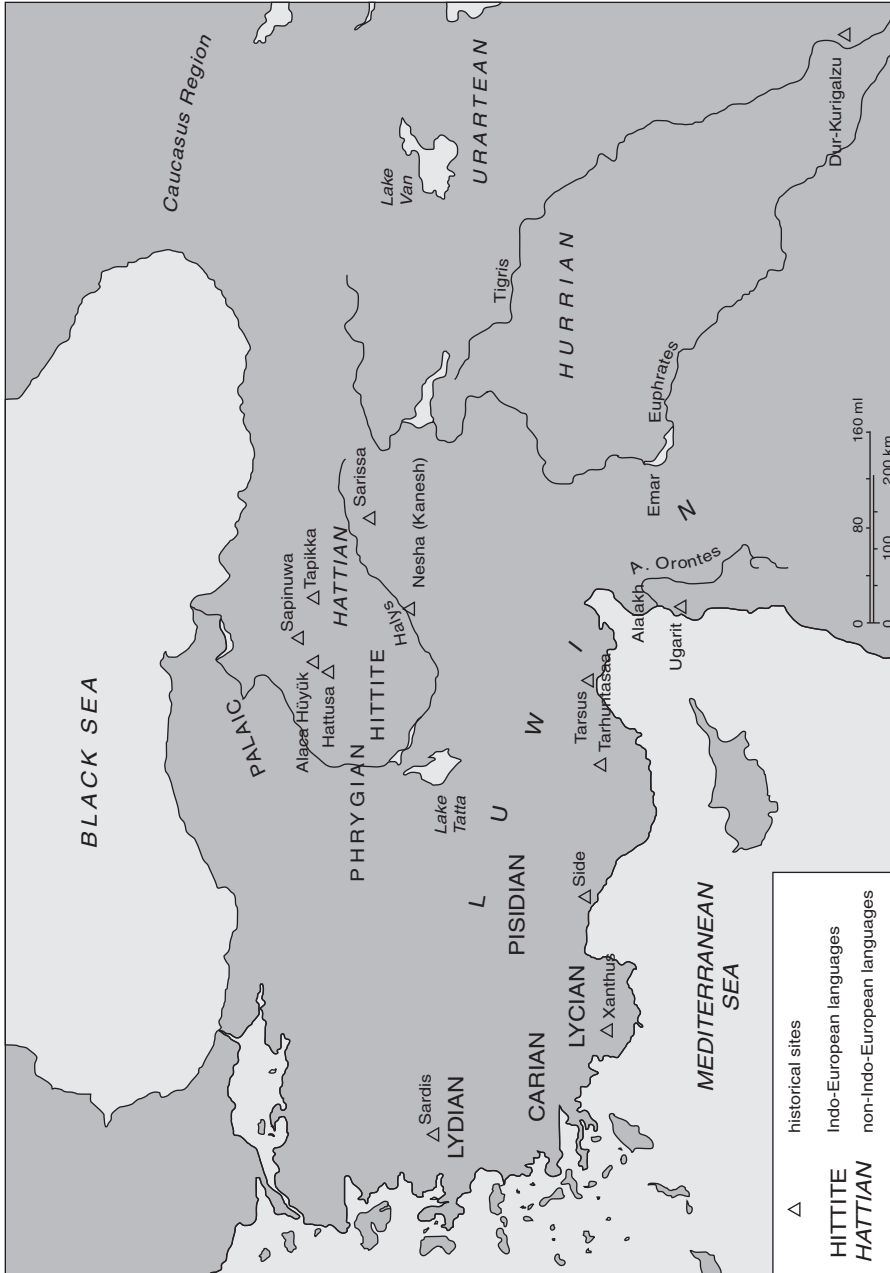 BLACK SEA
Caucasus Region
PALAIC
Sapinuwa
Tapikka
Alaca Hüyük
Hattusa
HATTIAN
HITTITE
PHRYGIAN
Sarissa
Halys
Nesha (Kanesh)
Lake
Tatta
Lake
Van
URARTEAN
Tigris
HURRIAN
Sardis
LYDIAN
CARIAN
LYCIAN
Xanthus
PISIDIAN
Side
L U W I A N
Tarsus
Tarhuntasaa
Emar
Euphrates
Dur-Kurigalzu
Alalakh
Orontes
Ugarit
MEDITERRANEAN
SEA
0 80 160 ml
0 100 200 km
historical sites
HITTITE Indo-European languages
HATTIAN non-Indo-European languages